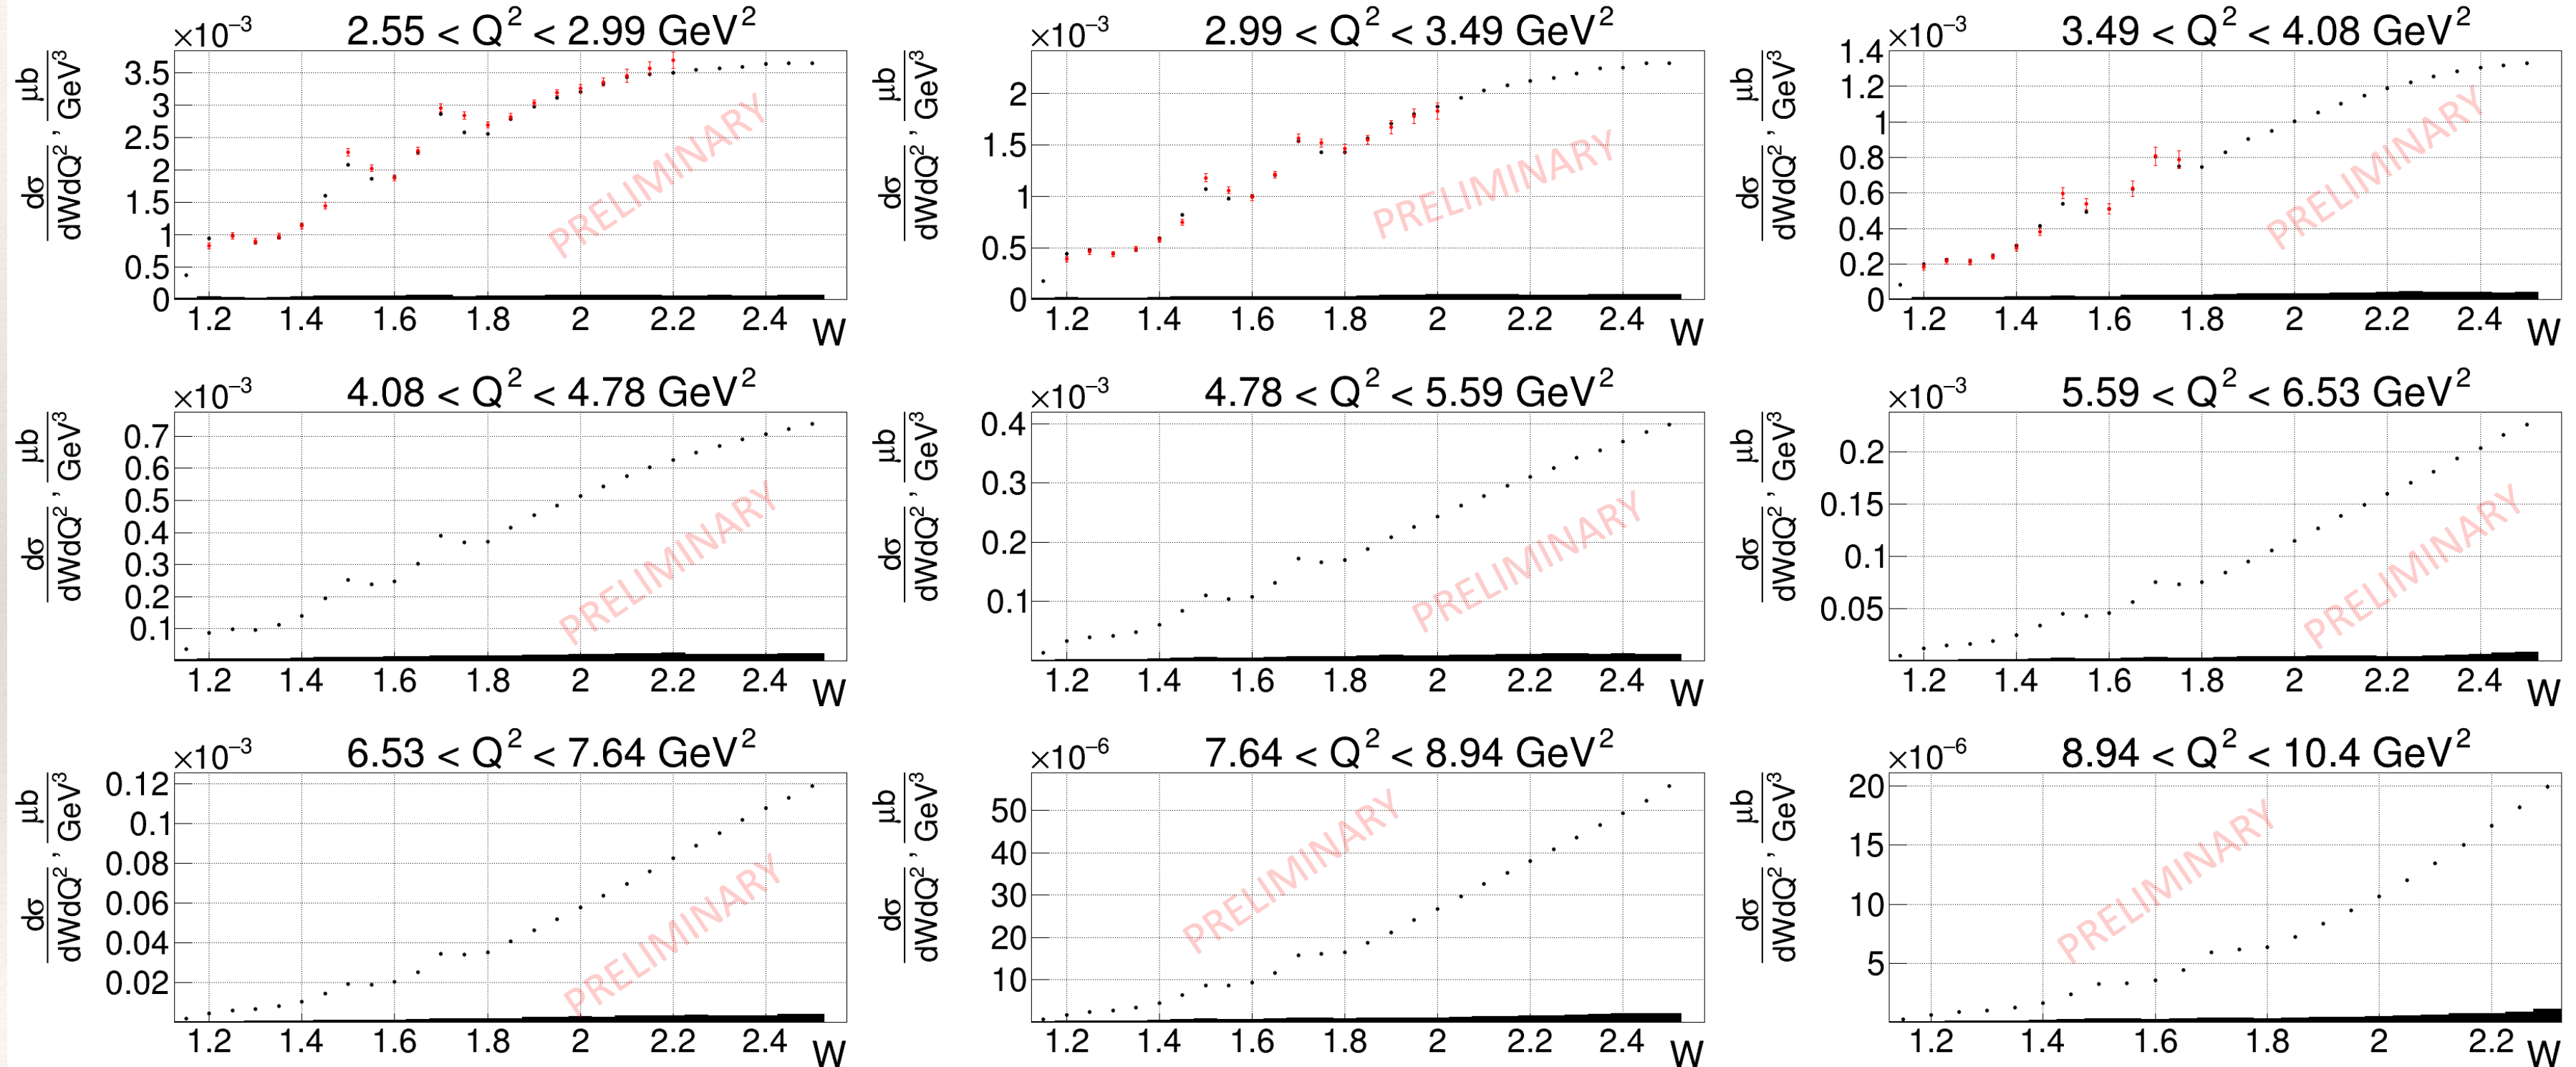 ×10⁻³ 2.55 < Q² < 2.99 GeV²
dσ/dWdQ², μb/GeV³
3.5
3
2.5
2
1.5
1
0.5
0
1.2 1.4 1.6 1.8 2 2.2 2.4 W
PRELIMINARY
×10⁻³ 2.99 < Q² < 3.49 GeV²
dσ/dWdQ², μb/GeV³
2
1.5
1
0.5
0
1.2 1.4 1.6 1.8 2 2.2 2.4 W
PRELIMINARY
×10⁻³ 3.49 < Q² < 4.08 GeV²
dσ/dWdQ², μb/GeV³
1.4
1.2
1
0.8
0.6
0.4
0.2
0
1.2 1.4 1.6 1.8 2 2.2 2.4 W
PRELIMINARY
×10⁻³ 4.08 < Q² < 4.78 GeV²
dσ/dWdQ², μb/GeV³
0.7
0.6
0.5
0.4
0.3
0.2
0.1
1.2 1.4 1.6 1.8 2 2.2 2.4 W
PRELIMINARY
×10⁻³ 4.78 < Q² < 5.59 GeV²
dσ/dWdQ², μb/GeV³
0.4
0.3
0.2
0.1
1.2 1.4 1.6 1.8 2 2.2 2.4 W
PRELIMINARY
×10⁻³ 5.59 < Q² < 6.53 GeV²
dσ/dWdQ², μb/GeV³
0.2
0.15
0.1
0.05
1.2 1.4 1.6 1.8 2 2.2 2.4 W
PRELIMINARY
×10⁻³ 6.53 < Q² < 7.64 GeV²
dσ/dWdQ², μb/GeV³
0.12
0.1
0.08
0.06
0.04
0.02
1.2 1.4 1.6 1.8 2 2.2 2.4 W
PRELIMINARY
×10⁻⁶ 7.64 < Q² < 8.94 GeV²
dσ/dWdQ², μb/GeV³
50
40
30
20
10
1.2 1.4 1.6 1.8 2 2.2 2.4 W
PRELIMINARY
×10⁻⁶ 8.94 < Q² < 10.4 GeV²
dσ/dWdQ², μb/GeV³
20
15
10
5
1.2 1.4 1.6 1.8 2 2.2 W
PRELIMINARY